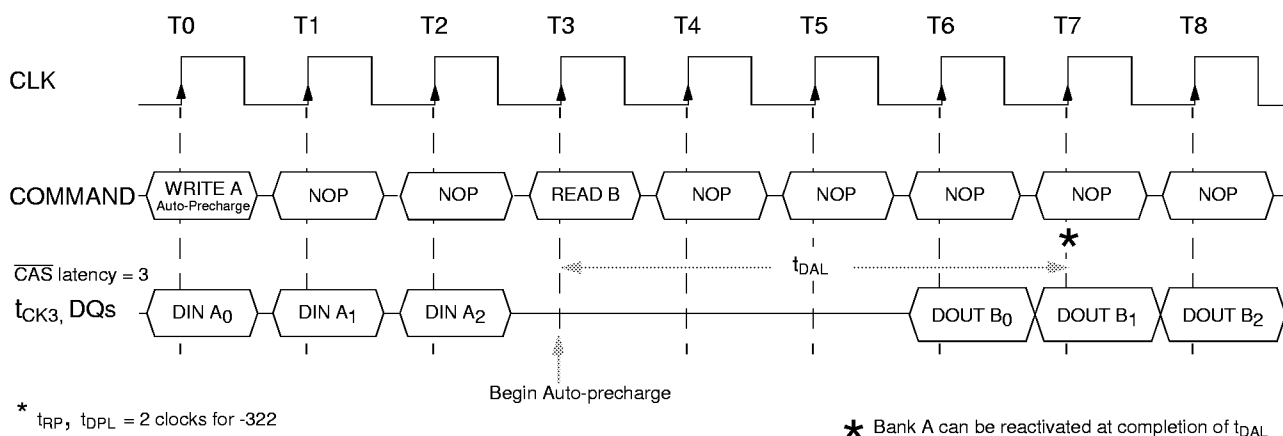 T0 T1 T2 T3 T4 T5 T6 T7 T8
CLK
COMMAND WRITE A NOP NOP READ B NOP NOP NOP NOP NOP
Auto-Precharge
*
CAS latency = 3
tDAL
tCK3, DQs DIN A0 DIN A1 DIN A2 DOUT B0 DOUT B1 DOUT B2
Begin Auto-precharge
* tRP, tDPL = 2 clocks for -322
* Bank A can be reactivated at completion of tDAL